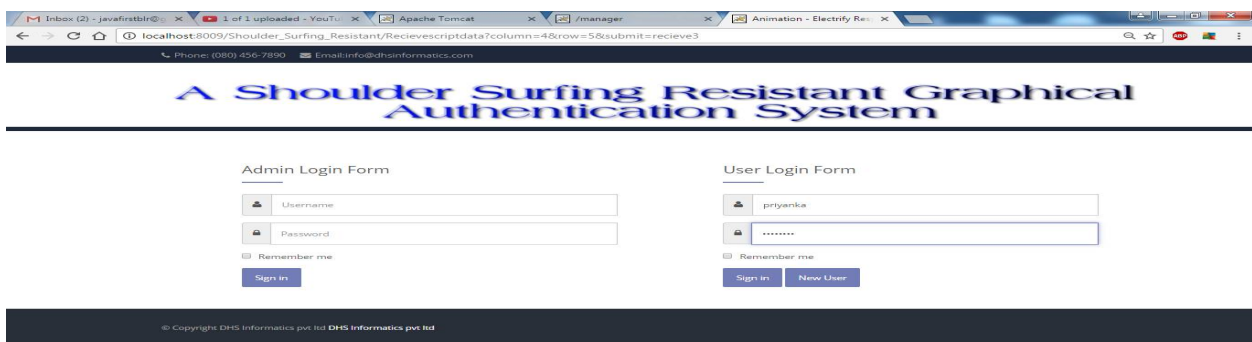 Inbox (2) - javafirstblr@g
1 of 1 uploaded - YouTu
Apache Tomcat
/manager
Animation - Electrify Res
localhost:8009/Shoulder_Surfing_Resistant/Recievescriptdata?column=4&row=5&submit=recieve3
Phone: (080) 456-7890 Email:info@dhsinformatics.com
A Shoulder Surfing Resistant Graphical
Authentication System
Admin Login Form
Username
Password
Remember me
Sign in
User Login Form
priyanka
••••••••
Remember me
Sign in New User
© Copyright DHS Informatics pvt ltd DHS Informatics pvt ltd